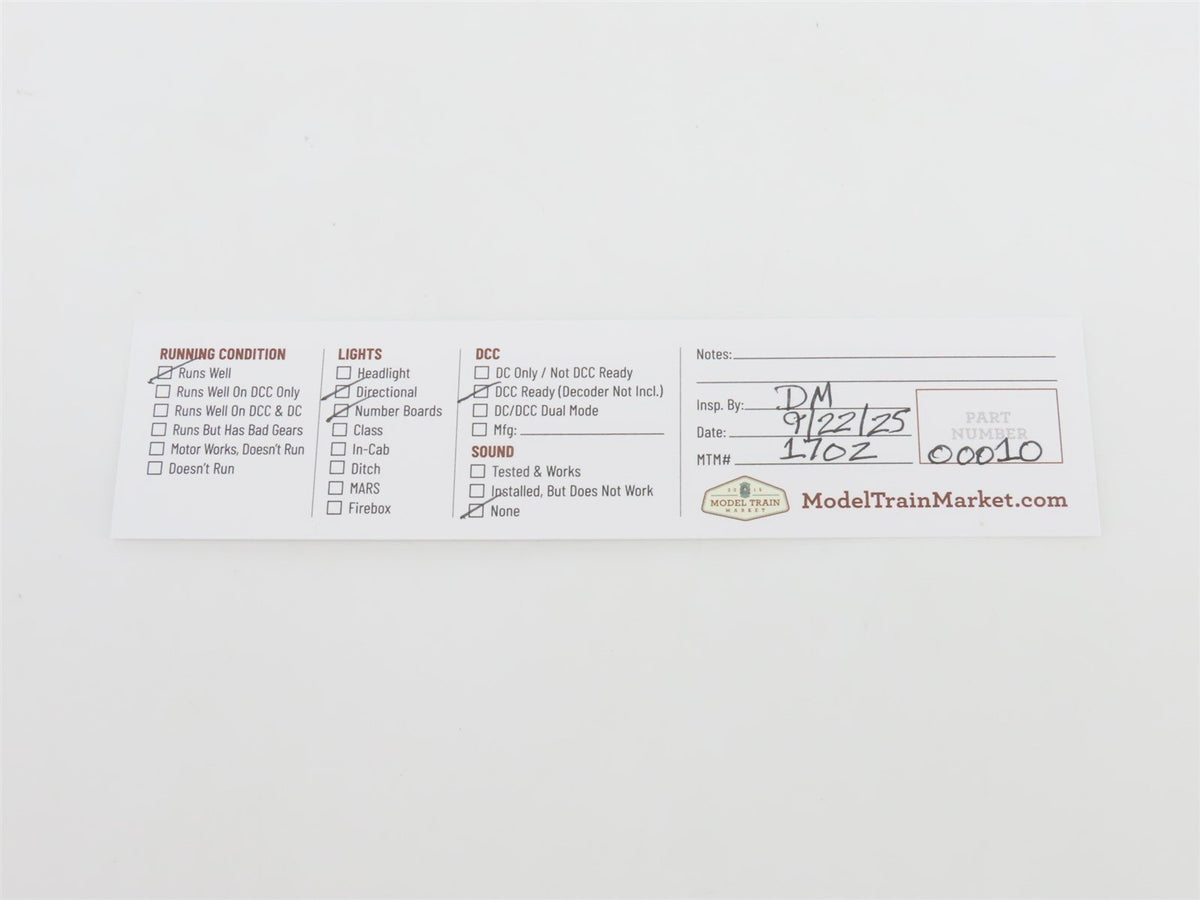 RUNNING CONDITION
Runs Well
Runs Well On DCC Only
Runs Well On DCC & DC
Runs But Has Bad Gears
Motor Works, Doesn't Run
Doesn't Run
LIGHTS
Headlight
Directional
Number Boards
Class
In-Cab
Ditch
MARS
Firebox
DCC
DC Only / Not DCC Ready
DCC Ready (Decoder Not Incl.)
DC/DCC Dual Mode
Mfg:
SOUND
Tested & Works
Installed, But Does Not Work
None
Notes:
Insp. By: DM
Date: 9/22/25
MTM# 1702
PART
NUMBER
00010
MODEL TRAIN
MARKET
ModelTrainMarket.com